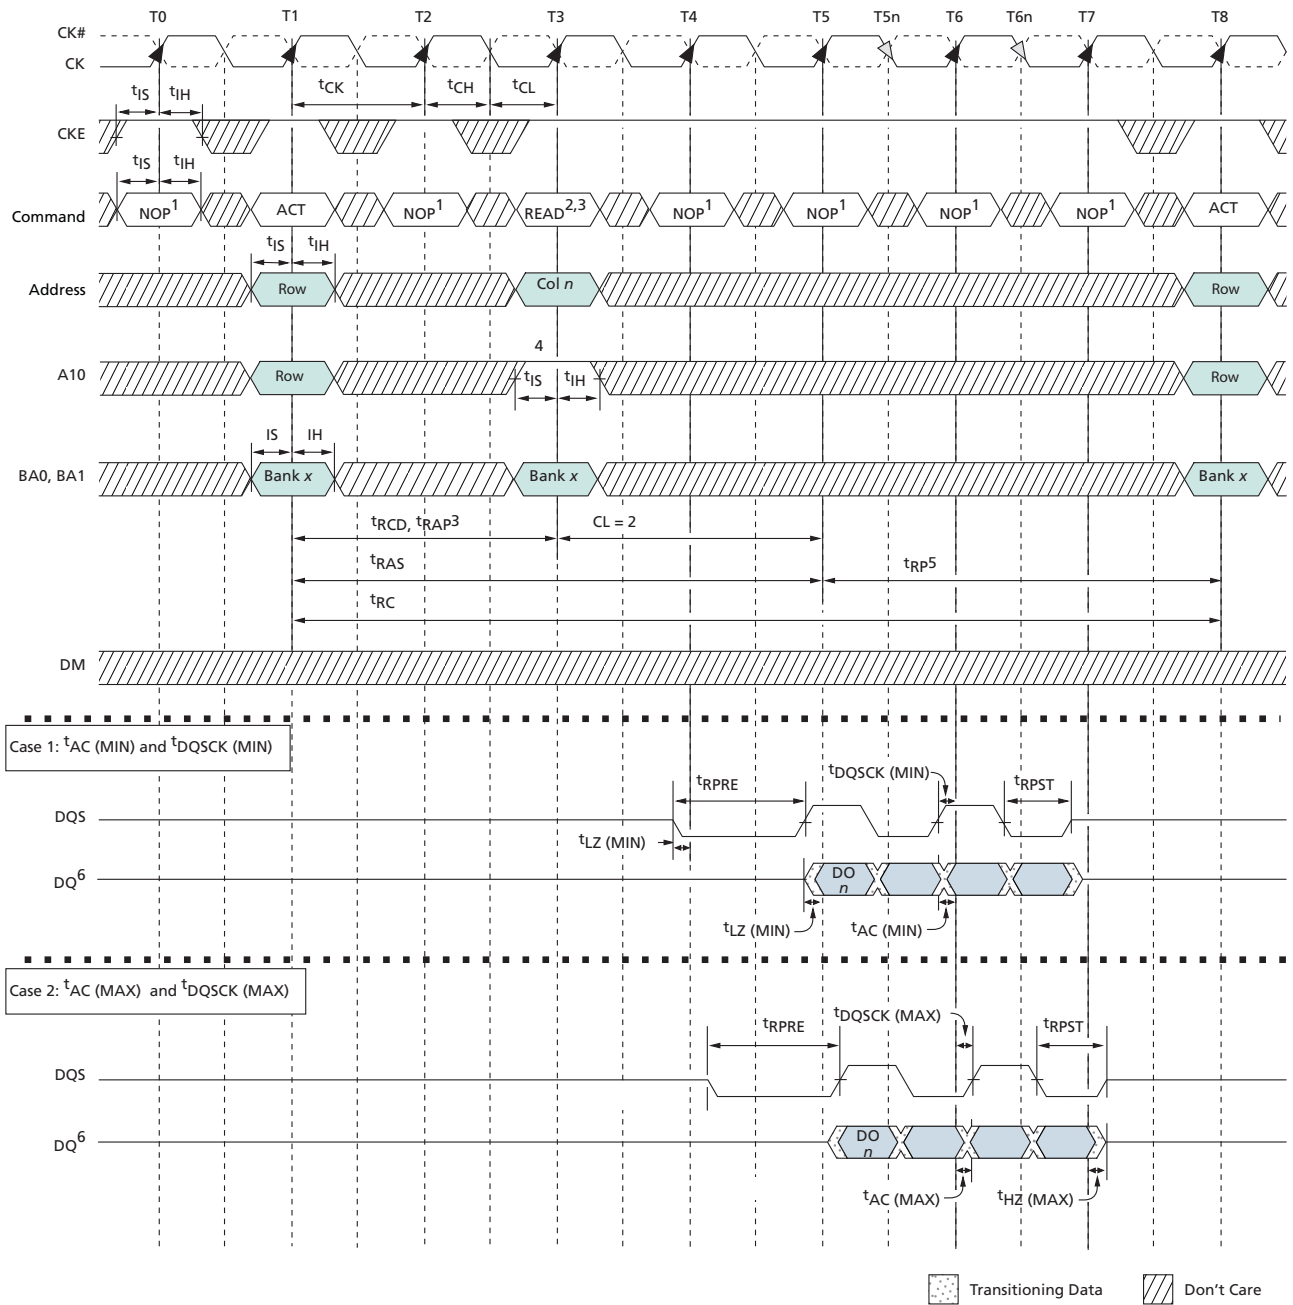 T0 T1 T2 T3 T4 T5 T5n T6 T6n T7 T8
CK#
CK
tCK tCH tCL
tIS tIH
CKE
tIS tIH
Command NOP1 ACT NOP1 READ2,3 NOP1 NOP1 NOP1 NOP1 ACT
tIS tIH
Address Row Col n Row
4
A10 Row tIS tIH Row
IS IH
BA0, BA1 Bank x Bank x Bank x
tRCD, tRAP3 CL = 2
tRAS tRP5
tRC
DM
Case 1: tAC (MIN) and tDQSCK (MIN)
tRPRE tDQSCK (MIN) tRPST
DQS
tLZ (MIN)
DQ6 DO n
tLZ (MIN) tAC (MIN)
Case 2: tAC (MAX) and tDQSCK (MAX)
tRPRE tDQSCK (MAX) tRPST
DQS
DQ6 DO n
tAC (MAX) tHZ (MAX)
Transitioning Data Don't Care